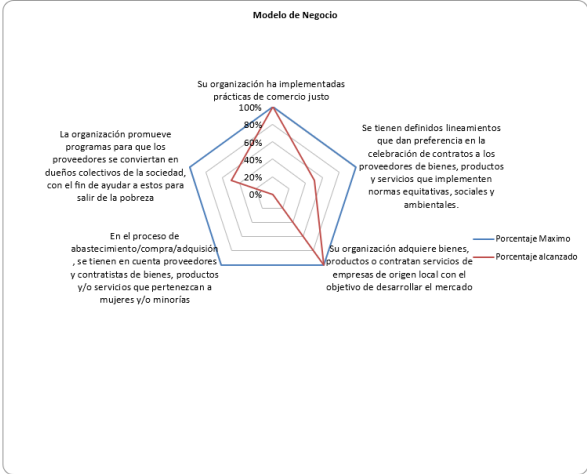 Modelo de Negocio
Su organización ha implementadas
prácticas de comercio justo
100%
80%
60%
40%
20%
0%
Se tienen definidos lineamientos
que dan preferencia en la
celebración de contratos a los
proveedores de bienes, productos
y servicios que implementen
normas equitativas, sociales y
ambientales.
Su organización adquiere bienes,
productos o contratan servicios de
empresas de origen local con el
objetivo de desarrollar el mercado
En el proceso de
abastecimiento/compra/adquisión
, se tienen en cuenta proveedores
y contratistas de bienes, productos
y/o servicios que pertenezcan a
mujeres y/o minorías
La organización promueve
programas para que los
proveedores se conviertan en
dueños colectivos de la sociedad,
con el fin de ayudar a estos para
salir de la pobreza
Porcentaje Maximo
Porcentaje alcanzado